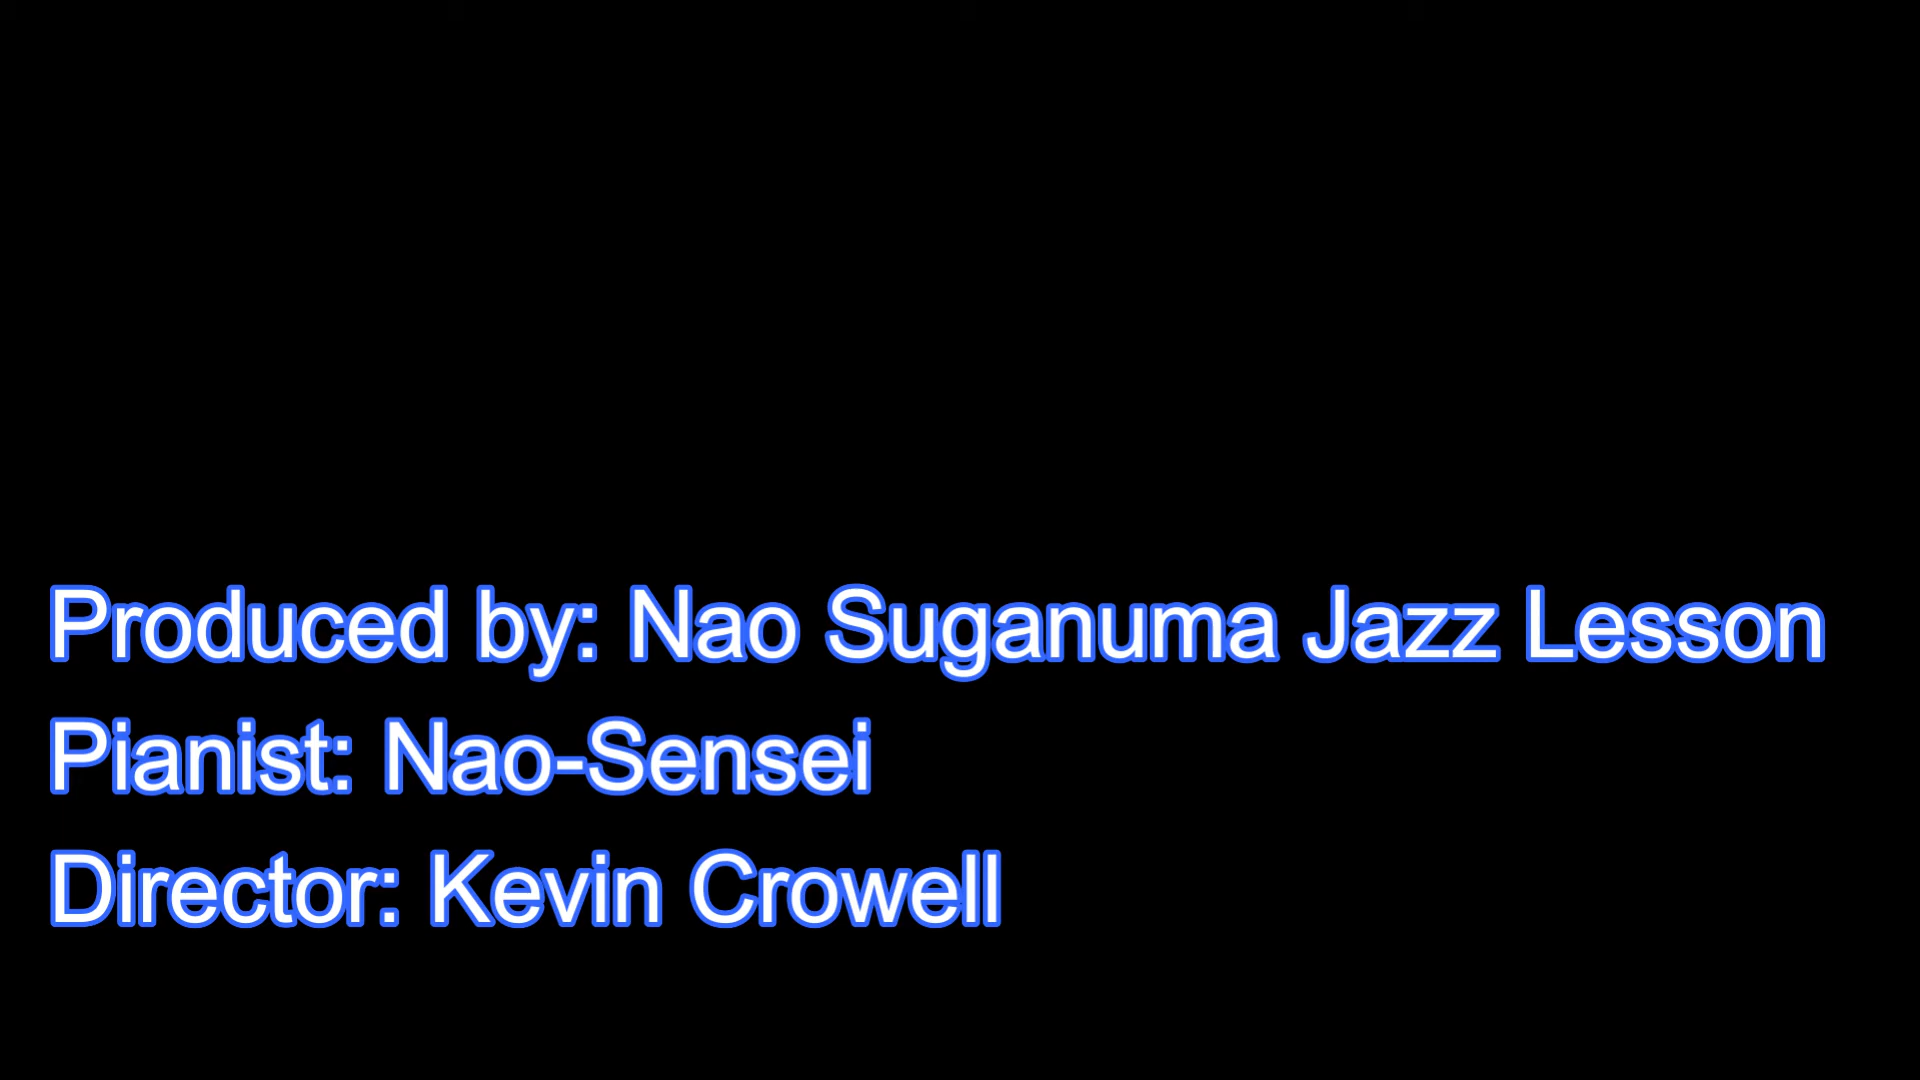 Produced by: Nao Suganuma Jazz Lesson
Pianist: Nao-Sensei
Director: Kevin Crowell